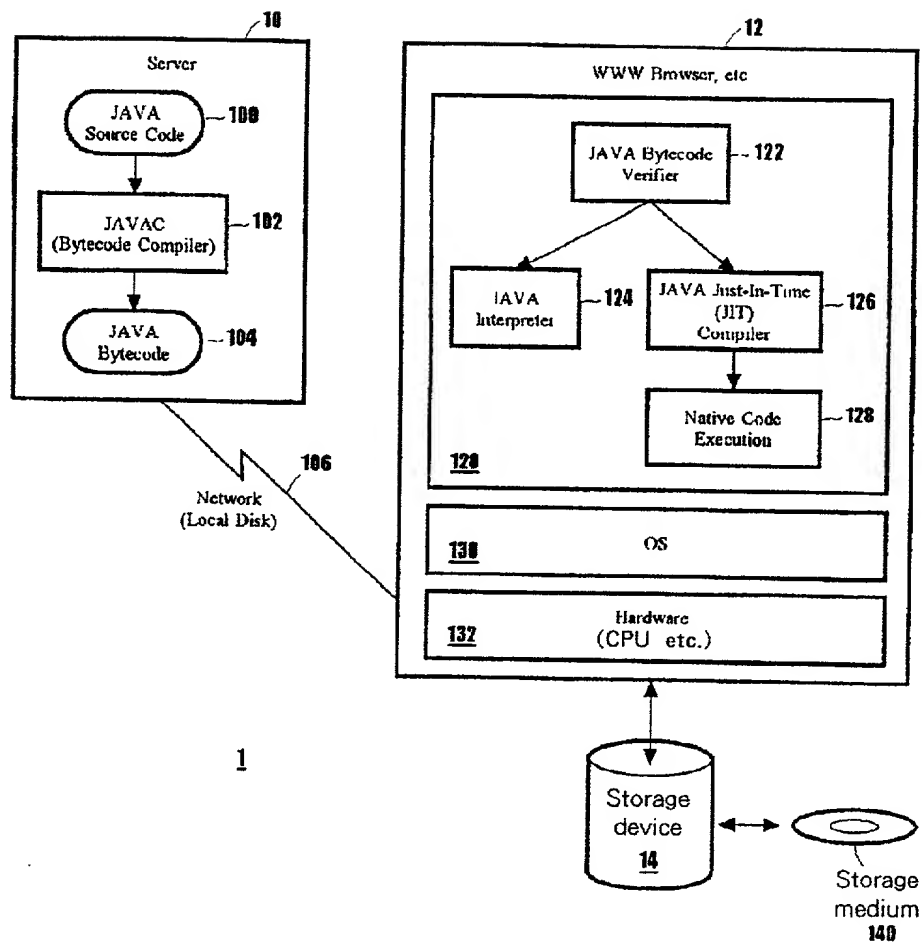 10
Server
JAVA
Source Code
100
JAVAC
(Bytecode Compiler)
102
JAVA
Bytecode
104
106
Network
(Local Disk)
12
WWW Browser, etc
JAVA Bytecode
Verifier
122
JAVA
Interpreter
124
JAVA Just-In-Time
(JIT)
Compiler
126
Native Code
Execution
128
120
130
OS
132
Hardware
(CPU etc.)
1
Storage
device
14
Storage
medium
140